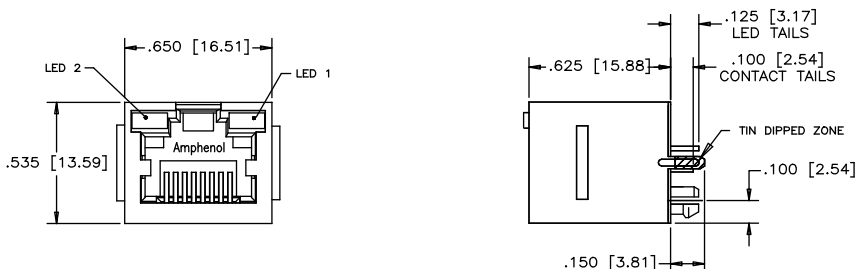 .650 [16.51]
LED 2
LED 1
.535 [13.59]
Amphenol
.125 [3.17]
LED TAILS
.625 [15.88]
.100 [2.54]
CONTACT TAILS
TIN DIPPED ZONE
.100 [2.54]
.150 [3.81]